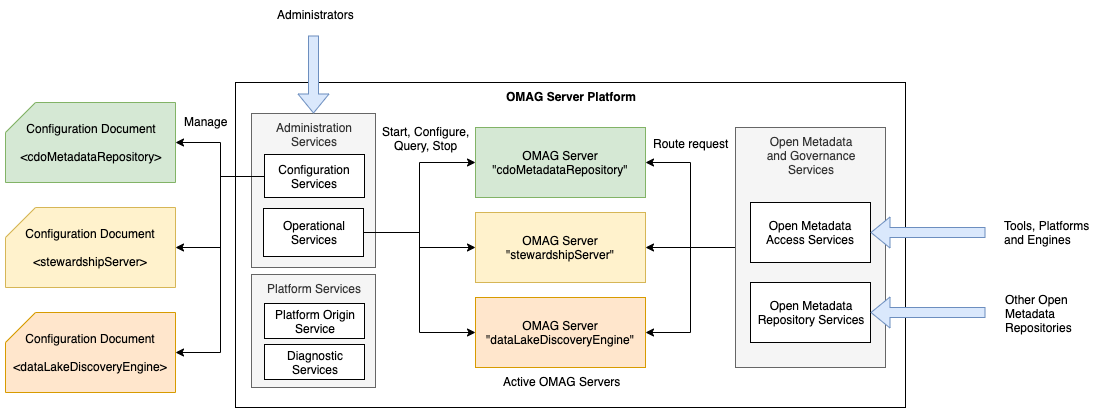 Administrators
OMAG Server Platform
Configuration Document
<cdoMetadataRepository>
Manage
Configuration Document
<stewardshipServer>
Configuration Document
<dataLakeDiscoveryEngine>
Administration
Services
Configuration
Services
Operational
Services
Platform Services
Platform Origin
Service
Diagnostic
Services
Start, Configure,
Query, Stop
OMAG Server
"cdoMetadataRepository"
OMAG Server
"stewardshipServer"
OMAG Server
"dataLakeDiscoveryEngine"
Active OMAG Servers
Route request
Open Metadata
and Governance
Services
Open Metadata
Access Services
Open Metadata
Repository Services
Tools, Platforms
and Engines
Other Open
Metadata
Repositories